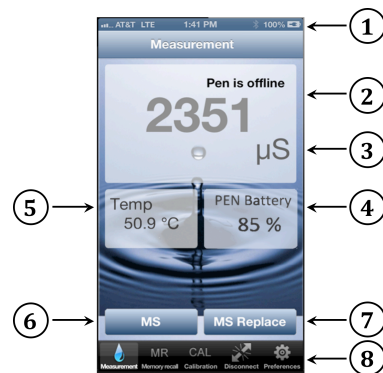 AT&T LTE 1:41 PM 100%
Measurement
Pen is offline
2351
µS
Temp
50.9 °C
PEN Battery
85 %
MS
MS Replace
MR
CAL
Measurement Memory recall Calibration Disconnect Preferences
1
2
3
4
5
6
7
8